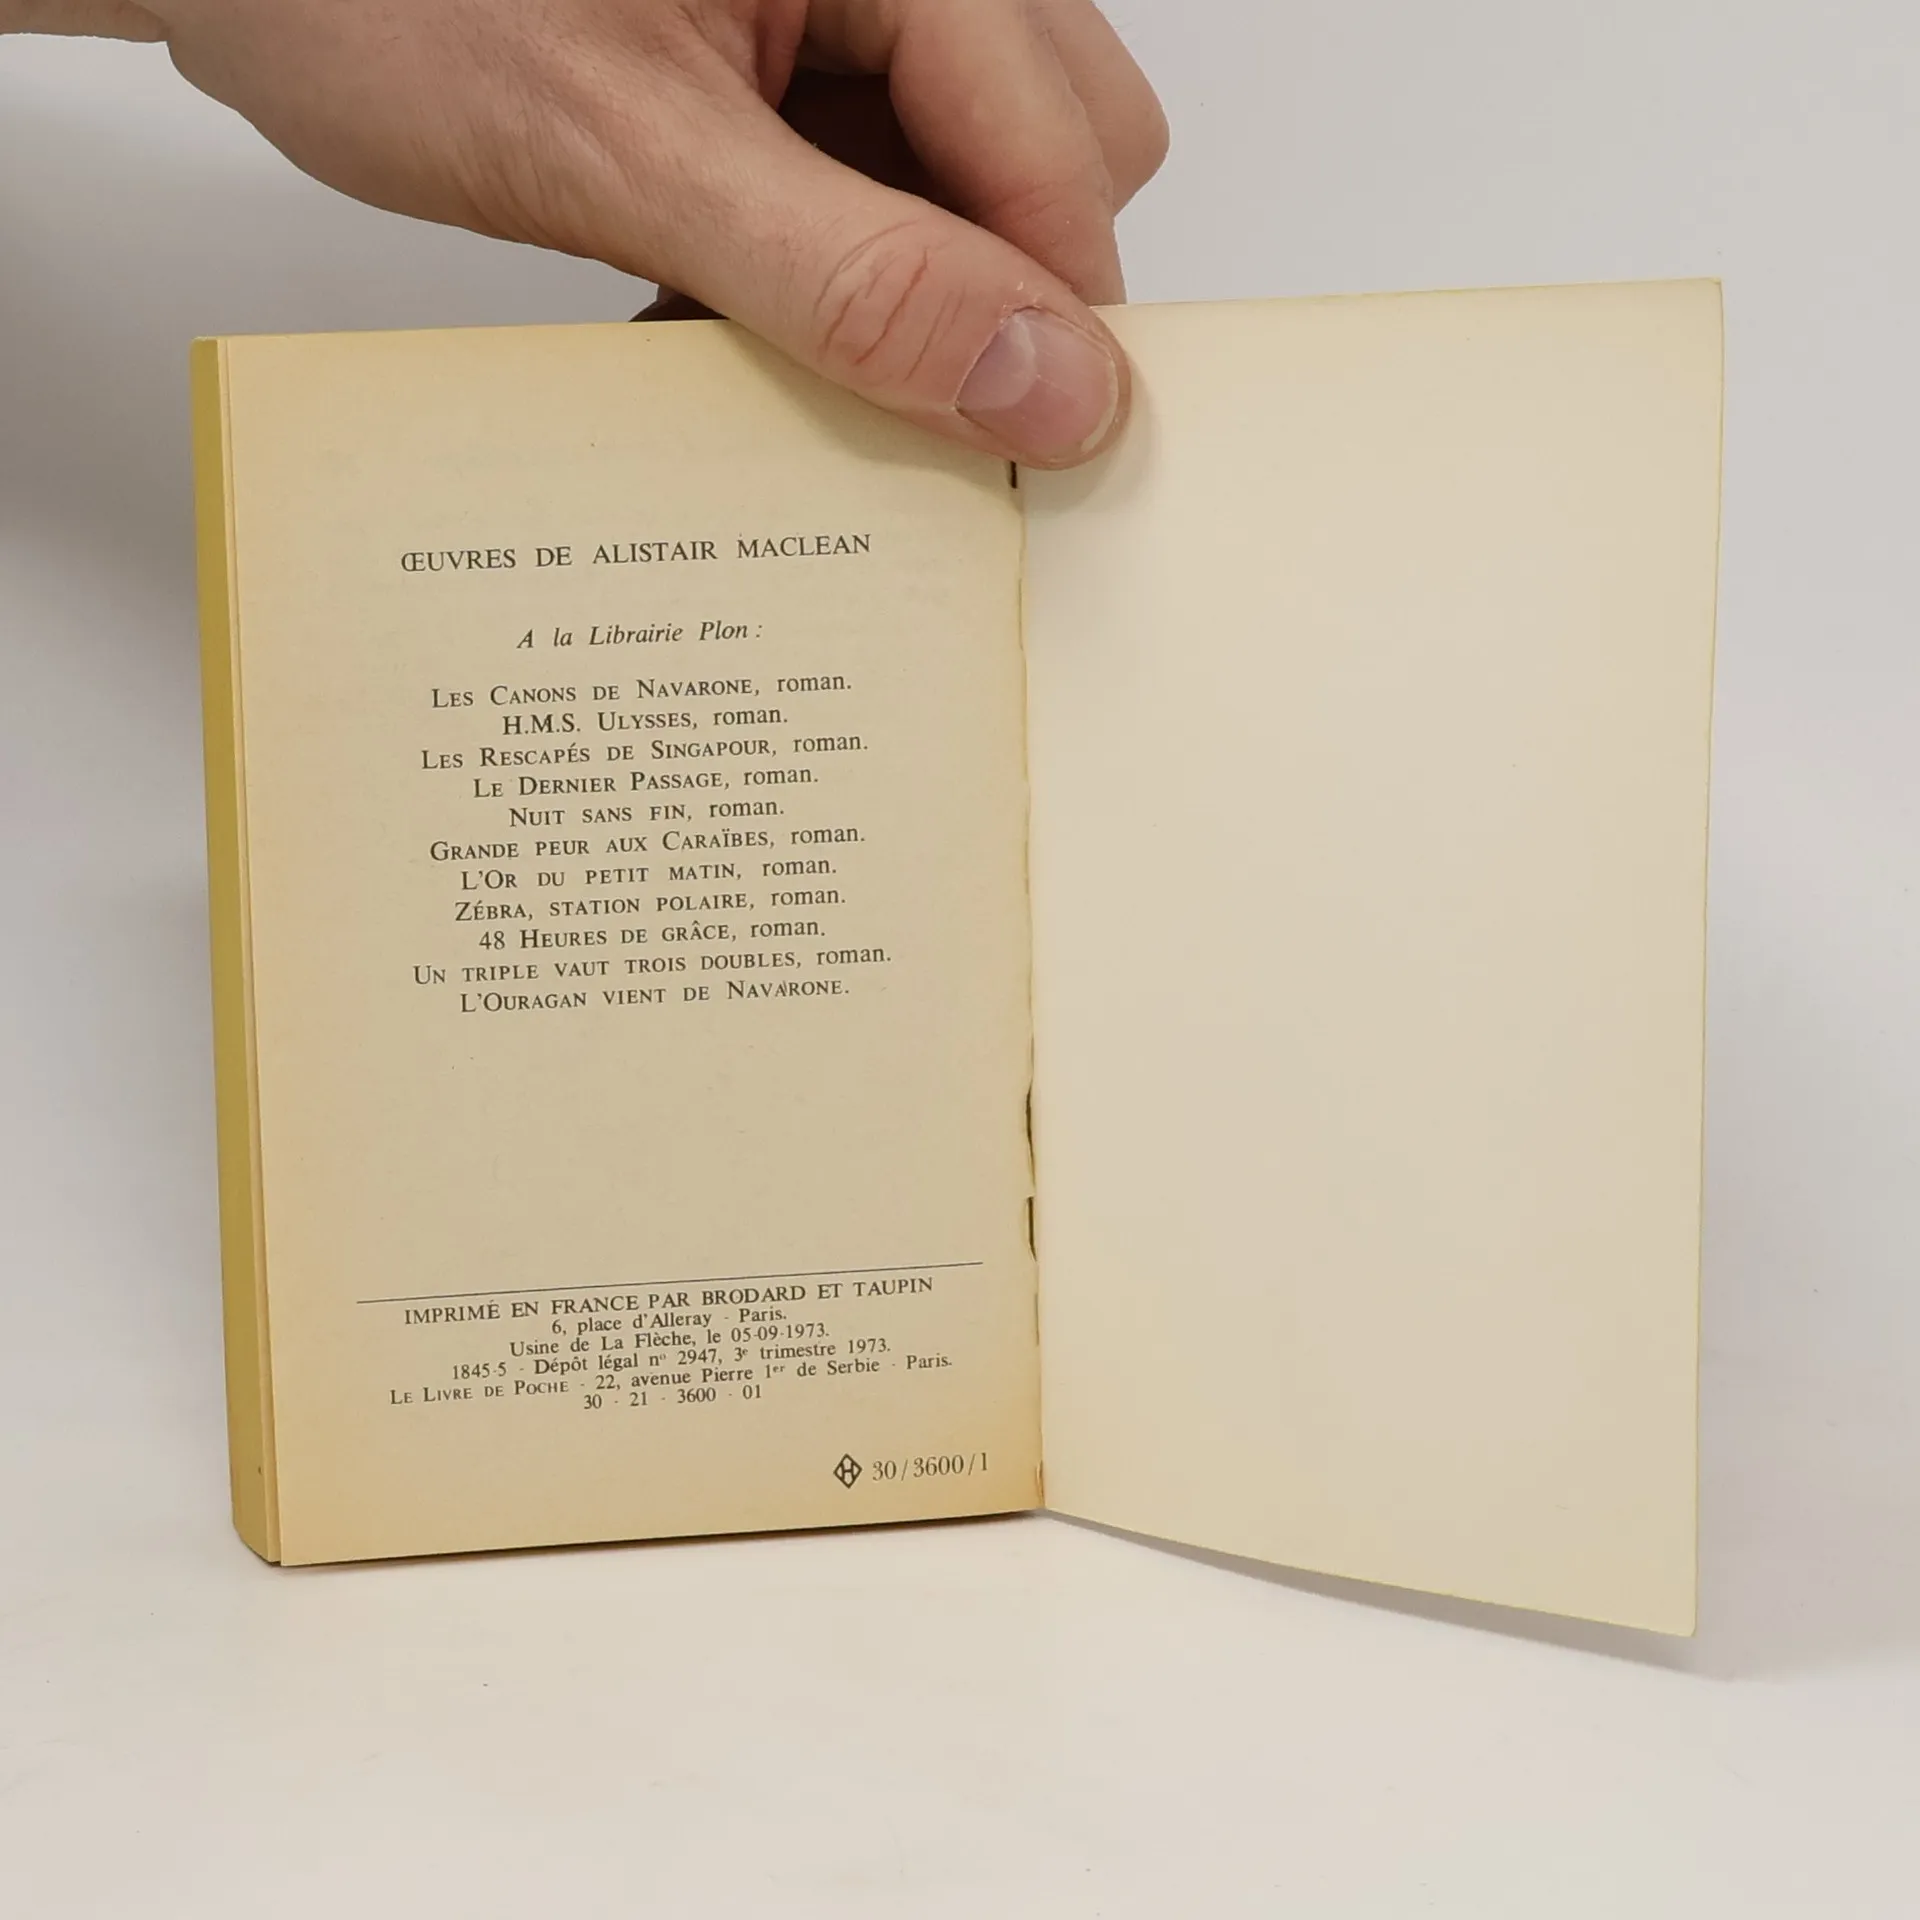 ŒUVRES DE ALISTAIR MACLEAN
A la Librairie Plon :
LES CANONS DE NAVARONE, roman.
H.M.S. ULYSSES, roman.
LES RESCAPÉS DE SINGAPOUR, roman.
LE DERNIER PASSAGE, roman.
NUIT SANS FIN, roman.
GRANDE PEUR AUX CARAÏBES, roman.
L'OR DU PETIT MATIN, roman.
ZÉBRA, STATION POLAIRE, roman.
48 HEURES DE GRÂCE, roman.
UN TRIPLE VAUT TROIS DOUBLES, roman.
L'OURAGAN VIENT DE NAVARONE.
IMPRIMÉ EN FRANCE PAR BRODARD ET TAUPIN
6, place d'Alleray - Paris.
Usine de La Flèche, le 05-09-1973.
1845-5 - Dépôt légal nº 2947, 3e trimestre 1973.
LE LIVRE DE POCHE - 22, avenue Pierre 1er de Serbie - Paris.
30 - 21 - 3600 - 01
H 30/3600/1